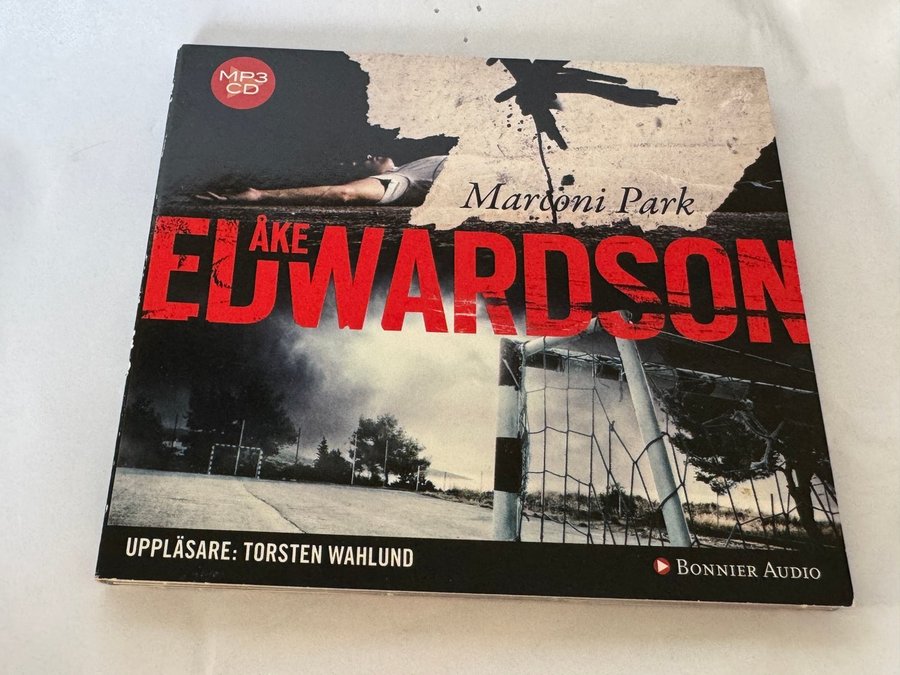 MP3
CD
Marconi Park
ÅKE
EDWARDSON
UPPLÄSARE: TORSTEN WAHLUND
BONNIER AUDIO